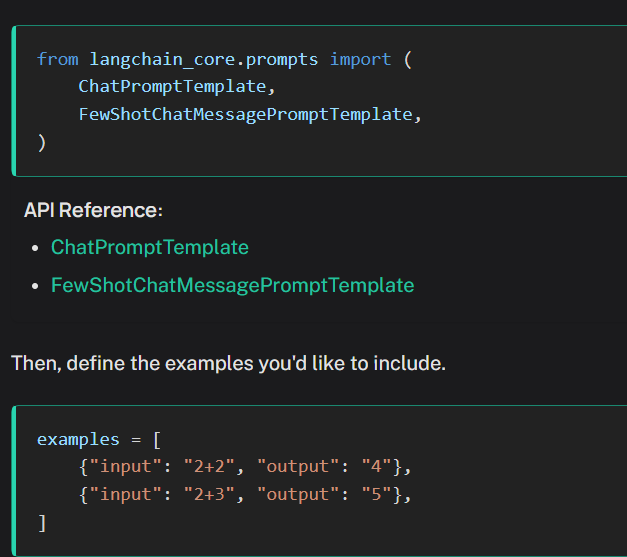 from langchain_core.prompts import (
    ChatPromptTemplate,
    FewShotChatMessagePromptTemplate,
)
API Reference:
• ChatPromptTemplate
• FewShotChatMessagePromptTemplate
Then, define the examples you'd like to include.
examples = [
    {"input": "2+2", "output": "4"},
    {"input": "2+3", "output": "5"},
]